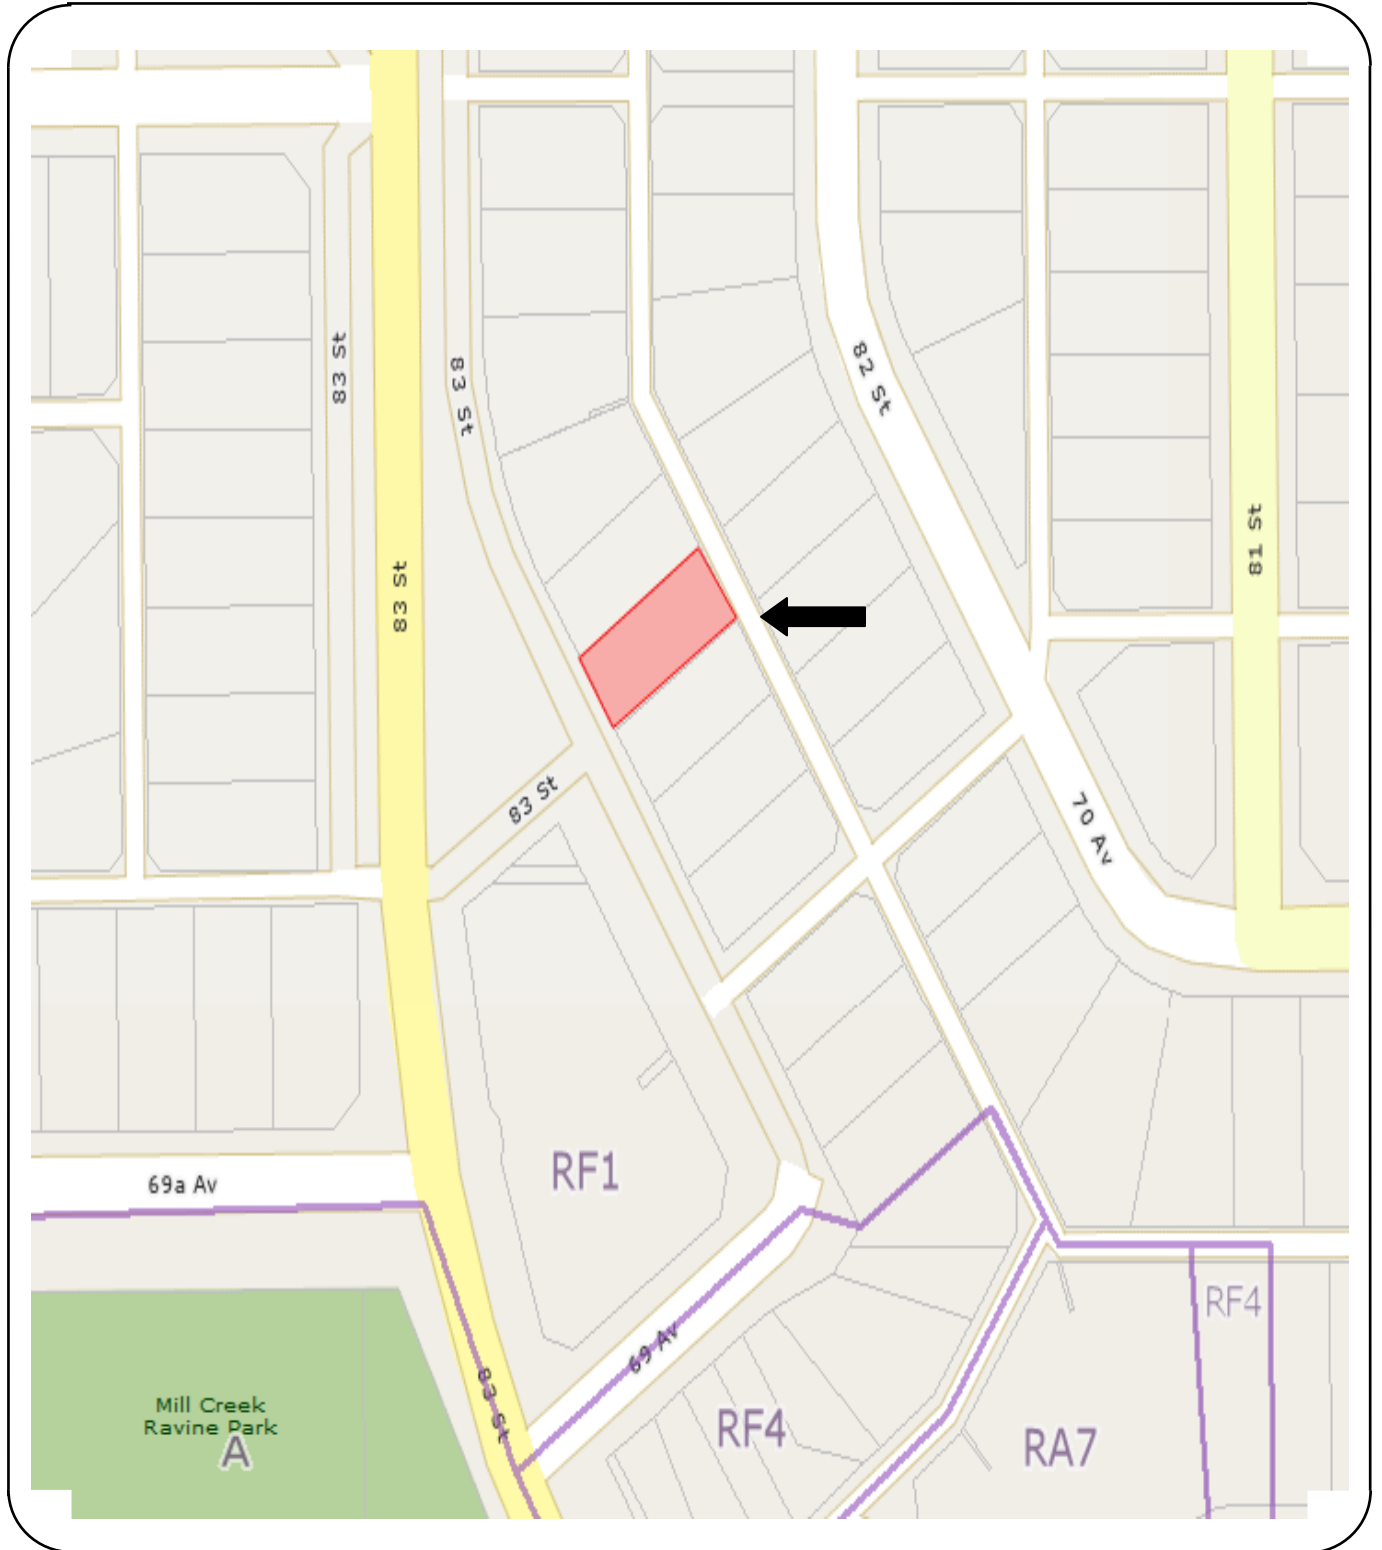 83 St
83 St
82 St
81 St
83 St
83 St
70 Av
RF1
69a Av
RF4
69 Av
83 St
Mill Creek
Ravine Park
A
RF4
RA7